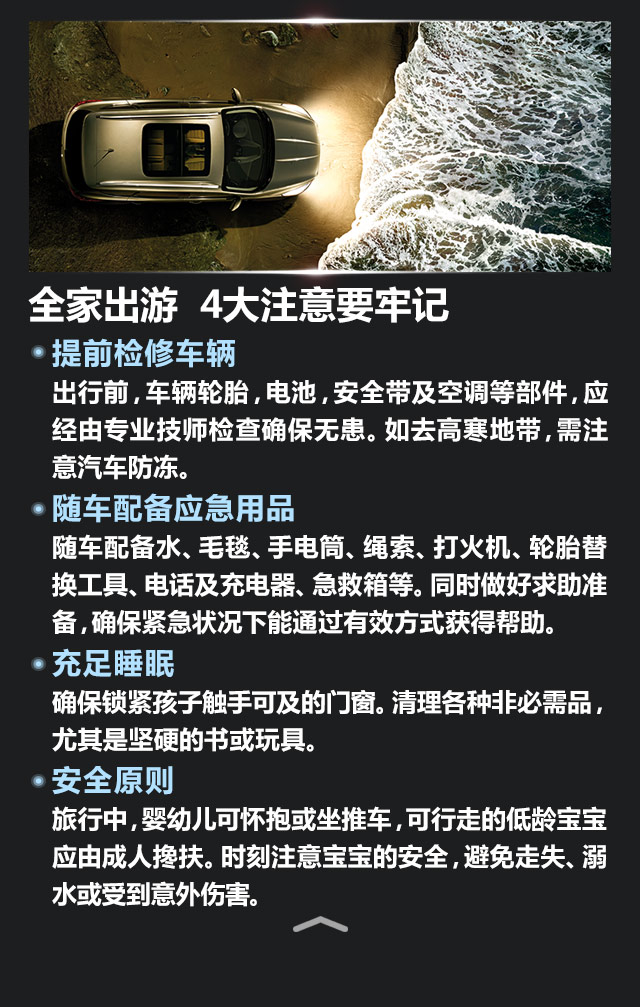 全家出游 4大注意要牢记
提前检修车辆
出行前,车辆轮胎,电池,安全带及空调等部件,应
经由专业技师检查确保无患。如去高寒地带,需注
意汽车防冻。
随车配备应急用品
随车配备水、毛毯、手电筒、绳索、打火机、轮胎替
换工具、电话及充电器、急救箱等。同时做好求助准
备,确保紧急状况下能通过有效方式获得帮助。
充足睡眠
确保锁紧孩子触手可及的门窗。清理各种非必需品,
尤其是坚硬的书或玩具。
安全原则
旅行中,婴幼儿可怀抱或坐推车,可行走的低龄宝宝
应由成人搀扶。时刻注意宝宝的安全,避免走失、溺
水或受到意外伤害。